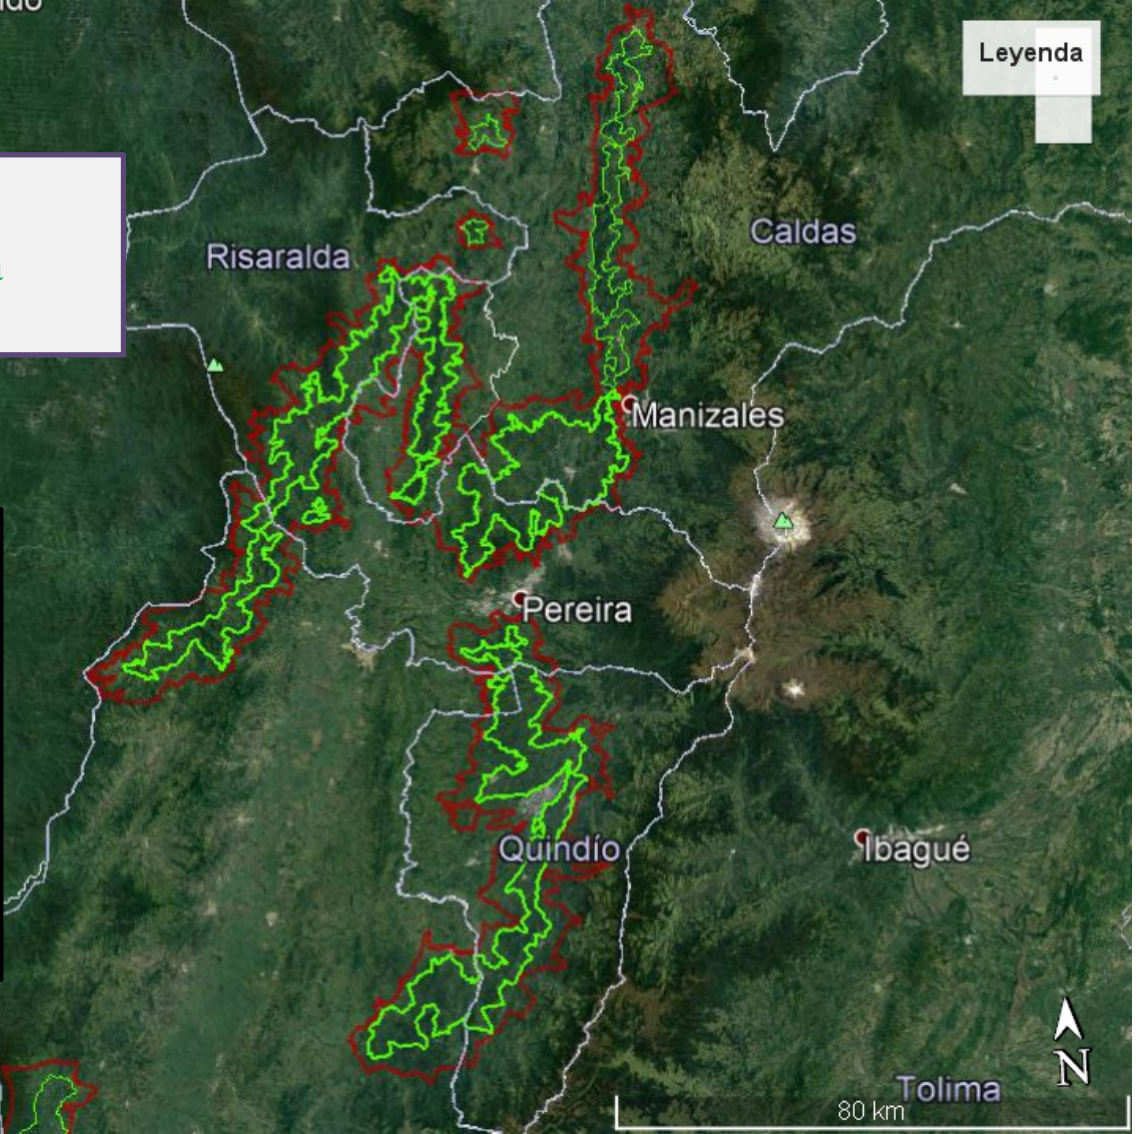 Leyenda
Caldas
Risaralda
Manizales
Pereira
Quindío
Ibagué
N
Tolima
80 km